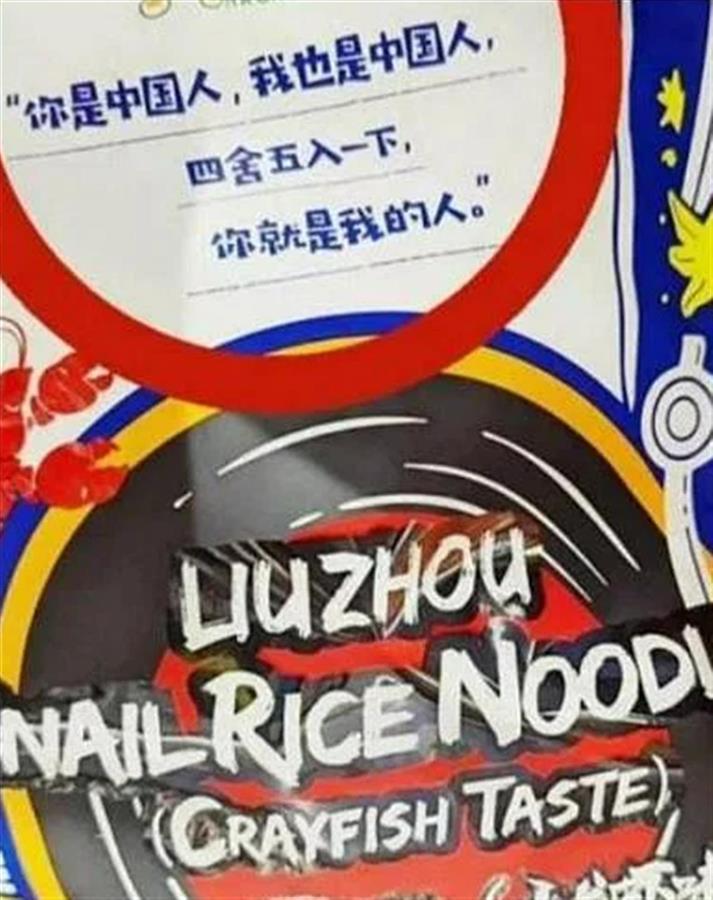 "你是中国人，我也是中国人，
四舍五入一下，
你就是我的人。"
LIUZHOU
NAIL RICE NOODL
(CRAYFISH TASTE)